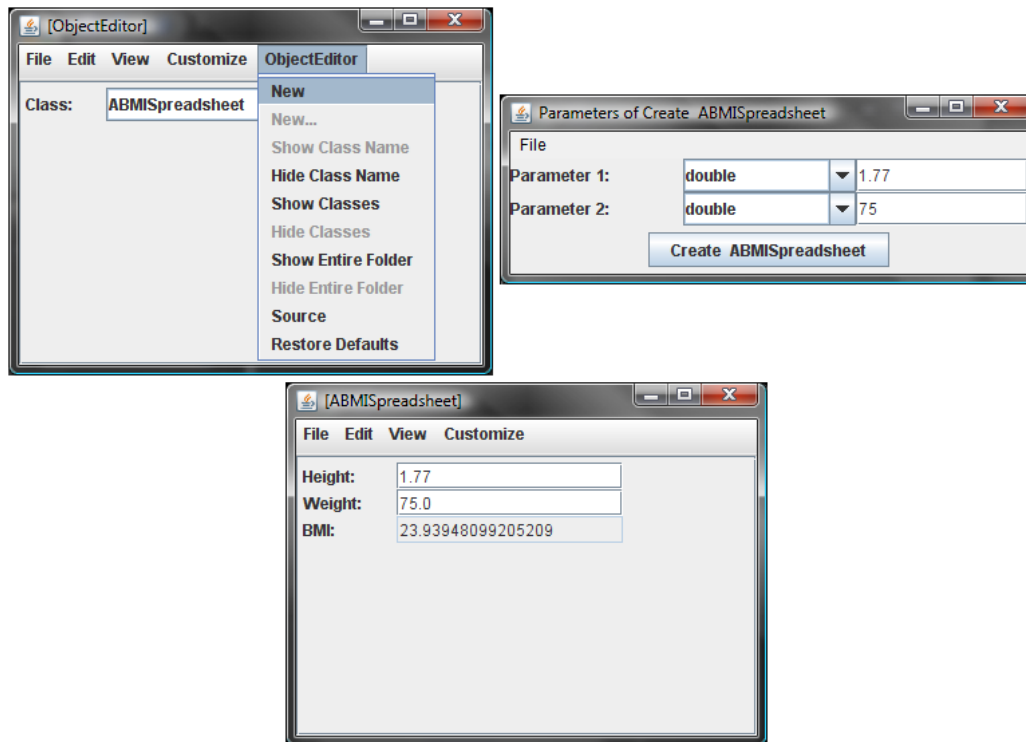 [ObjectEditor]
File Edit View Customize ObjectEditor
Class: ABMISpreadsheet
New
New...
Show Class Name
Hide Class Name
Show Classes
Hide Classes
Show Entire Folder
Hide Entire Folder
Source
Restore Defaults
Parameters of Create ABMISpreadsheet
File
Parameter 1: double 1.77
Parameter 2: double 75
Create ABMISpreadsheet
[ABMISpreadsheet]
File Edit View Customize
Height: 1.77
Weight: 75.0
BMI: 23.93948099205209